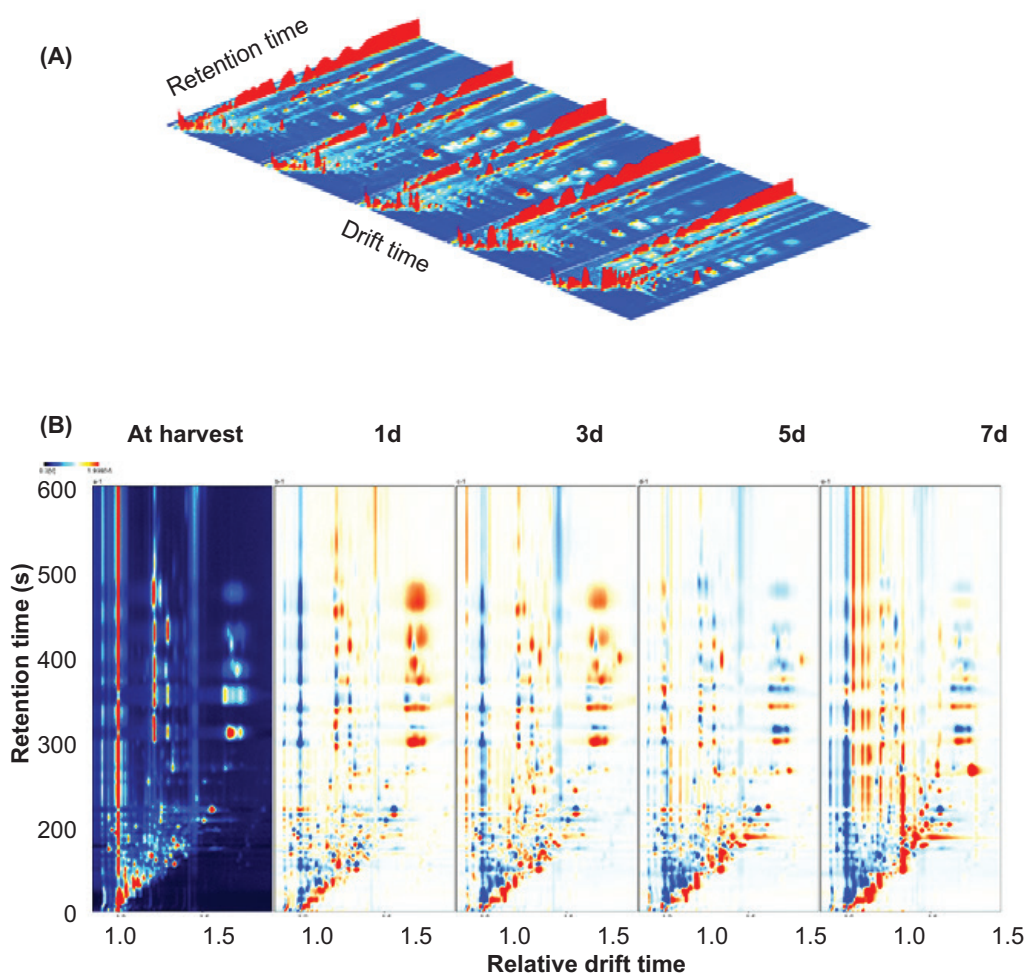 (A)
Retention time
Drift time
(B)
At harvest 1d 3d 5d 7d
600
500
400
300
200
100
0
Retention time (s)
1.0 1.5 1.0 1.5 1.0 1.5 1.0 1.5 1.0 1.5
Relative drift time